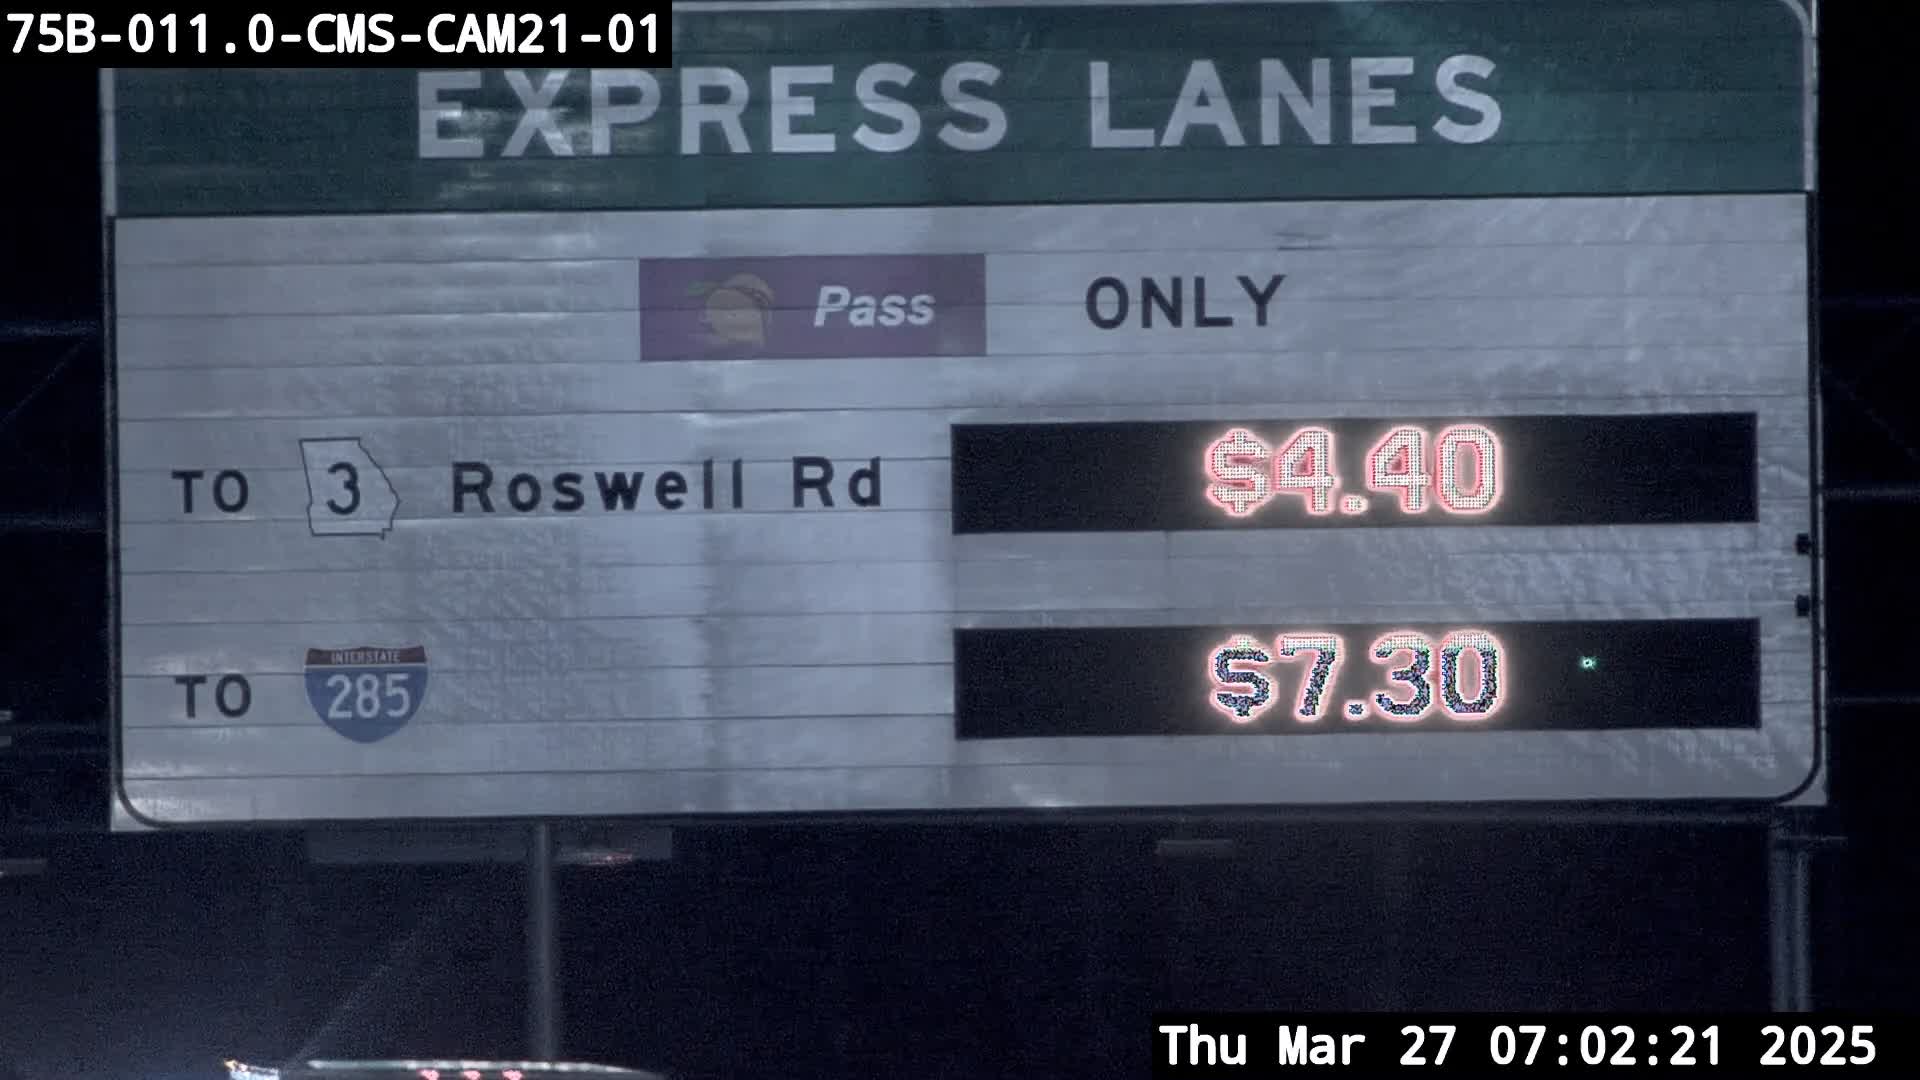 75B-011.0-CMS-CAM21-01
EXPRESS LANES
Pass ONLY
TO 3 Roswell Rd $4.40
INTERSTATE
TO 285 $7.30
Thu Mar 27 07:02:21 2025